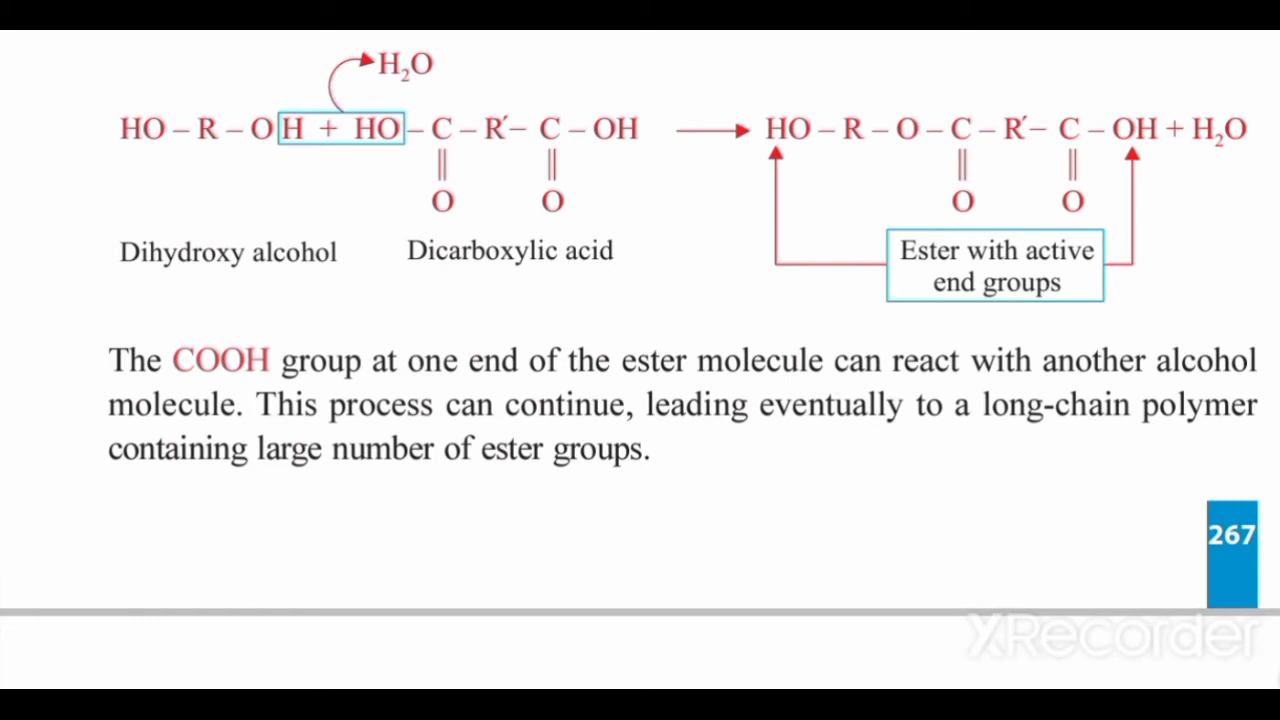 H₂O
HO – R – OH + HO – C – R′ – C – OH ⟶ HO – R – O – C – R′ – C – OH + H₂O
|| || || ||
O O O O
Dihydroxy alcohol Dicarboxylic acid Ester with active
end groups
The COOH group at one end of the ester molecule can react with another alcohol
molecule. This process can continue, leading eventually to a long-chain polymer
containing large number of ester groups.
267
XRecorder